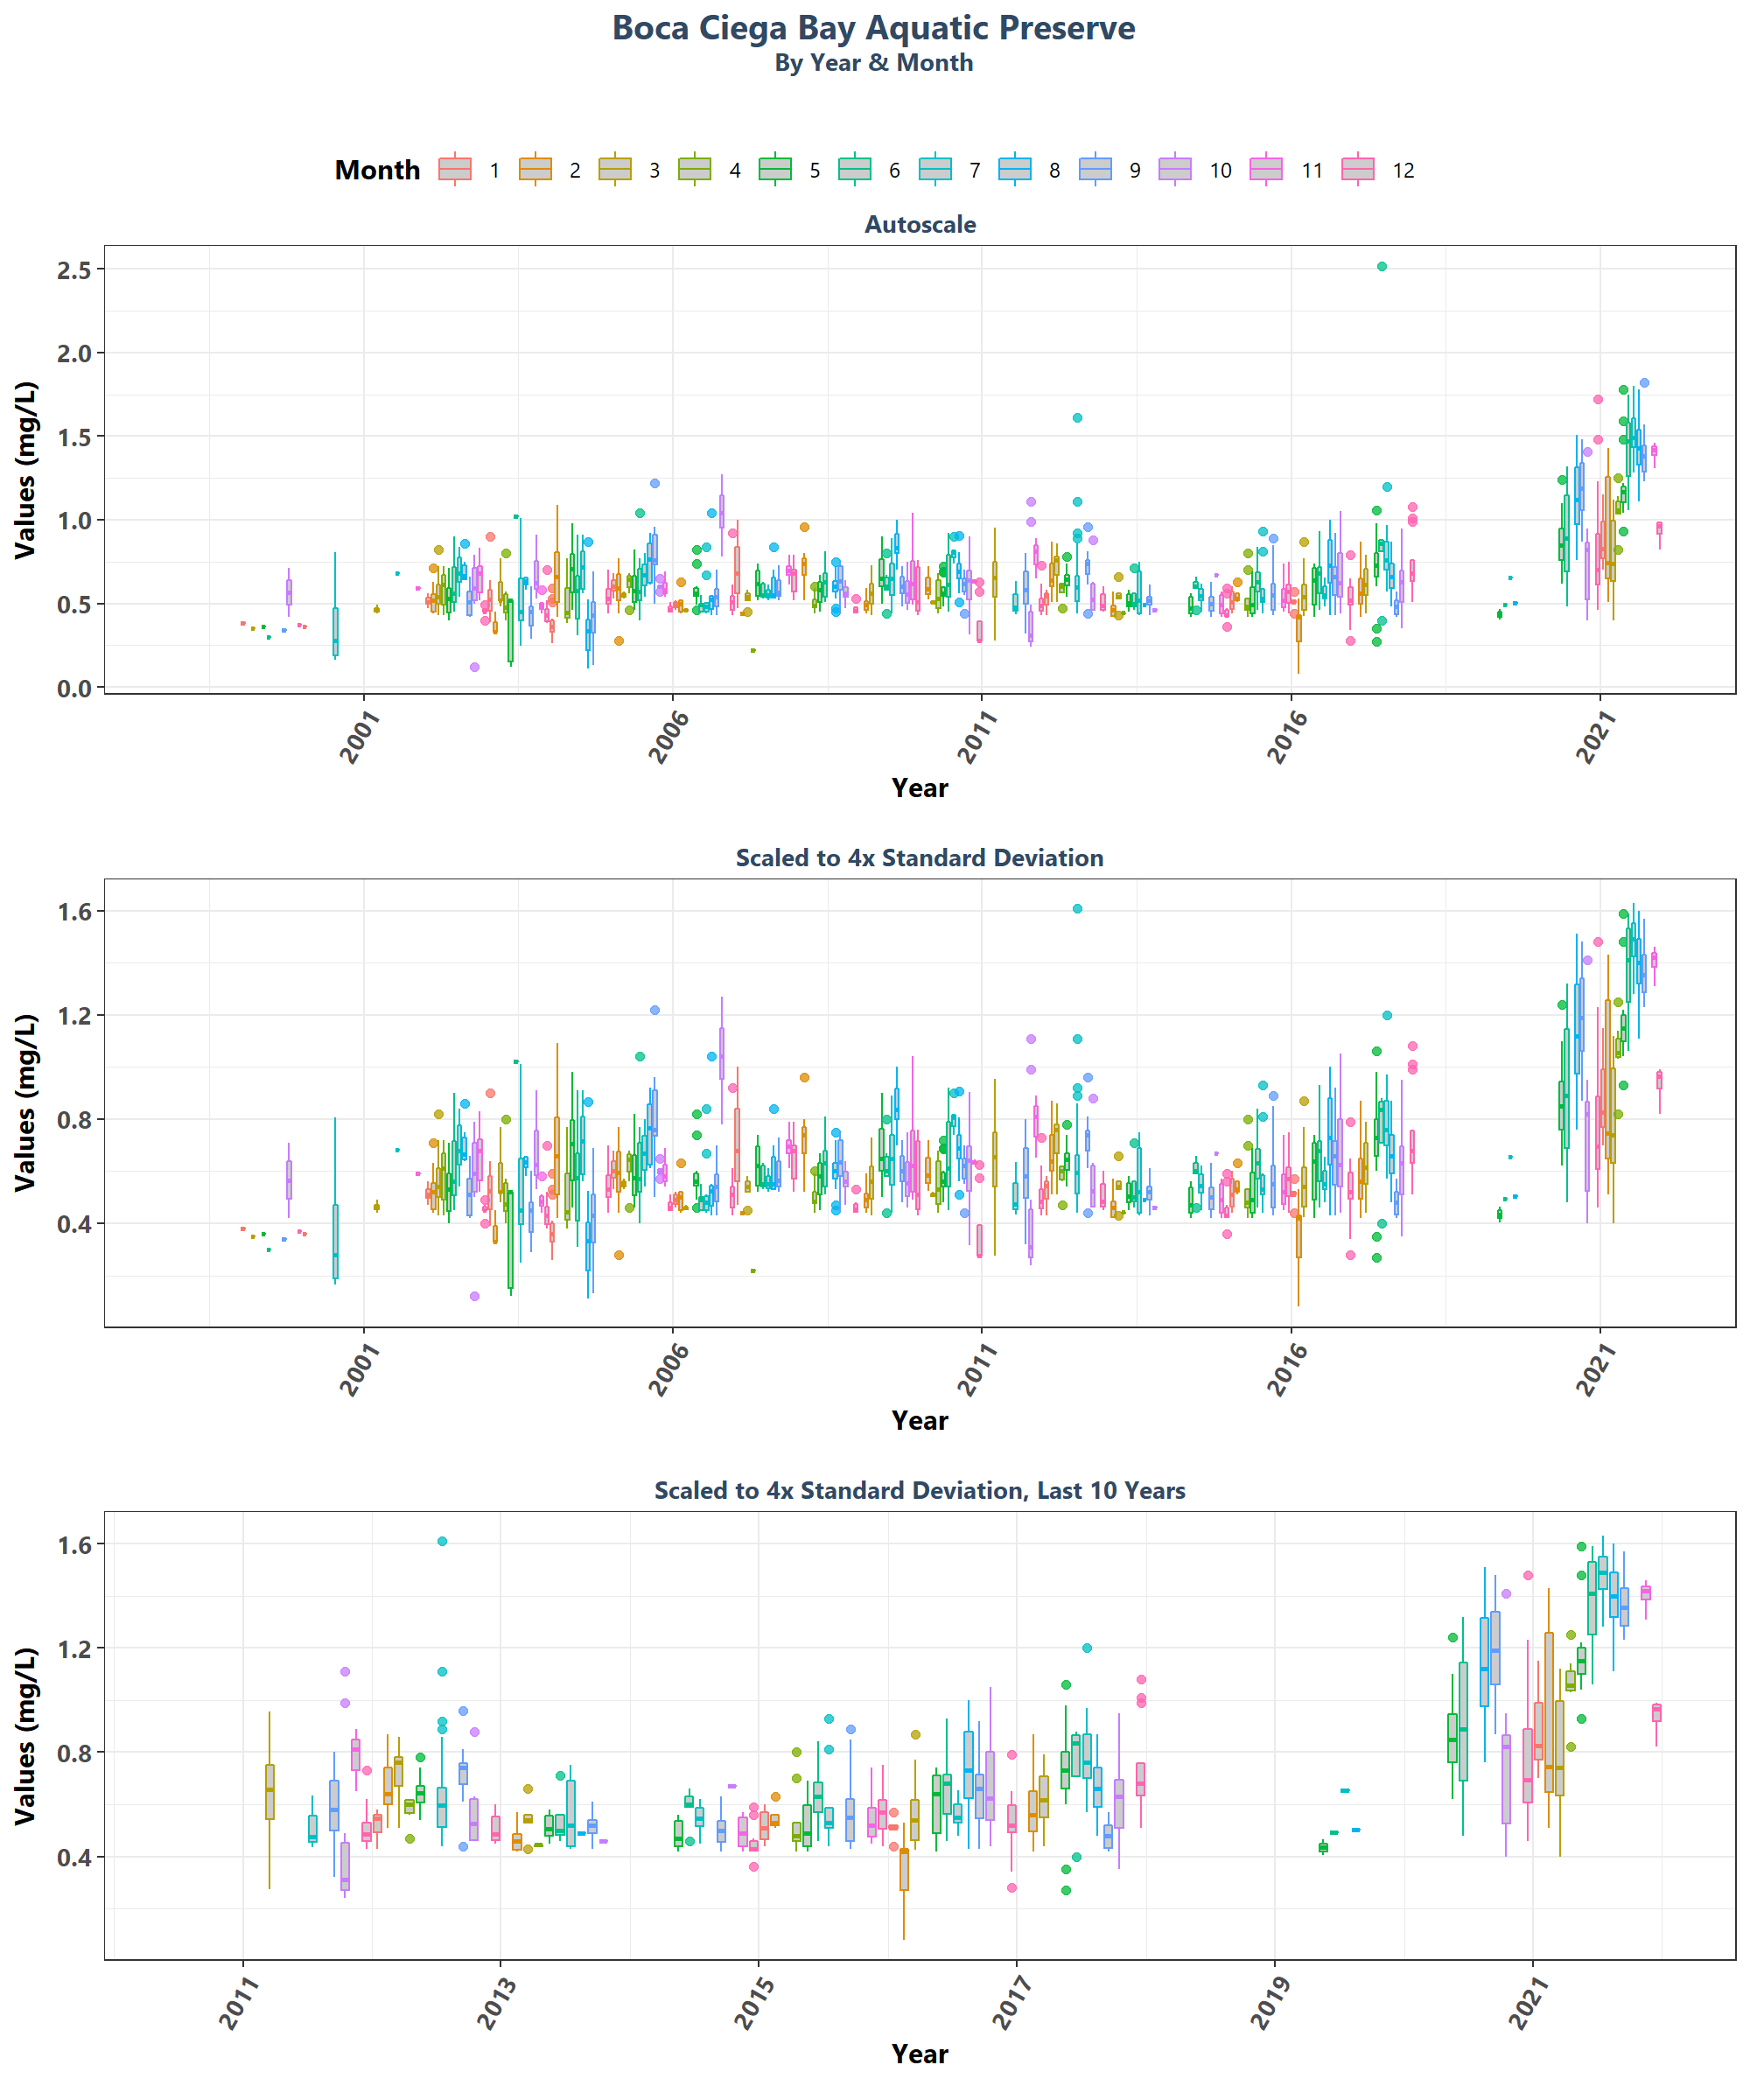 Boca Ciega Bay Aquatic Preserve
By Year & Month
Month 1 2 3 4 5 6 7 8 9 10 11 12
Autoscale
Values (mg/L)
2.5
2.0
1.5
1.0
0.5
0.0
2001 2006 2011 2016 2021
Year
Scaled to 4x Standard Deviation
Values (mg/L)
1.6
1.2
0.8
0.4
2001 2006 2011 2016 2021
Year
Scaled to 4x Standard Deviation, Last 10 Years
Values (mg/L)
1.6
1.2
0.8
0.4
2011 2013 2015 2017 2019 2021
Year